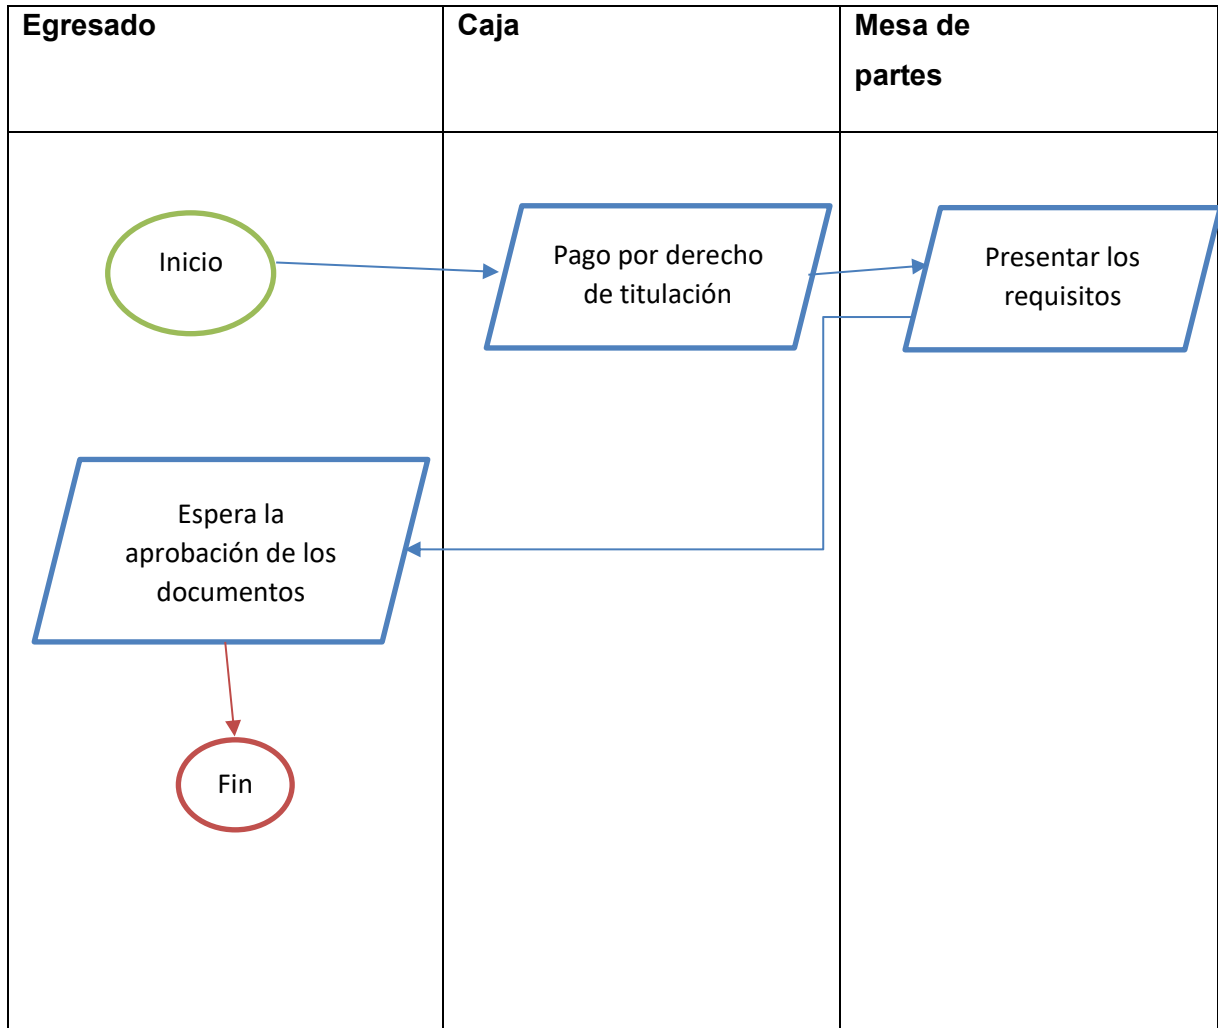 Egresado
Caja
Mesa de
partes
Inicio
Pago por derecho
de titulación
Presentar los
requisitos
Espera la
aprobación de los
documentos
Fin